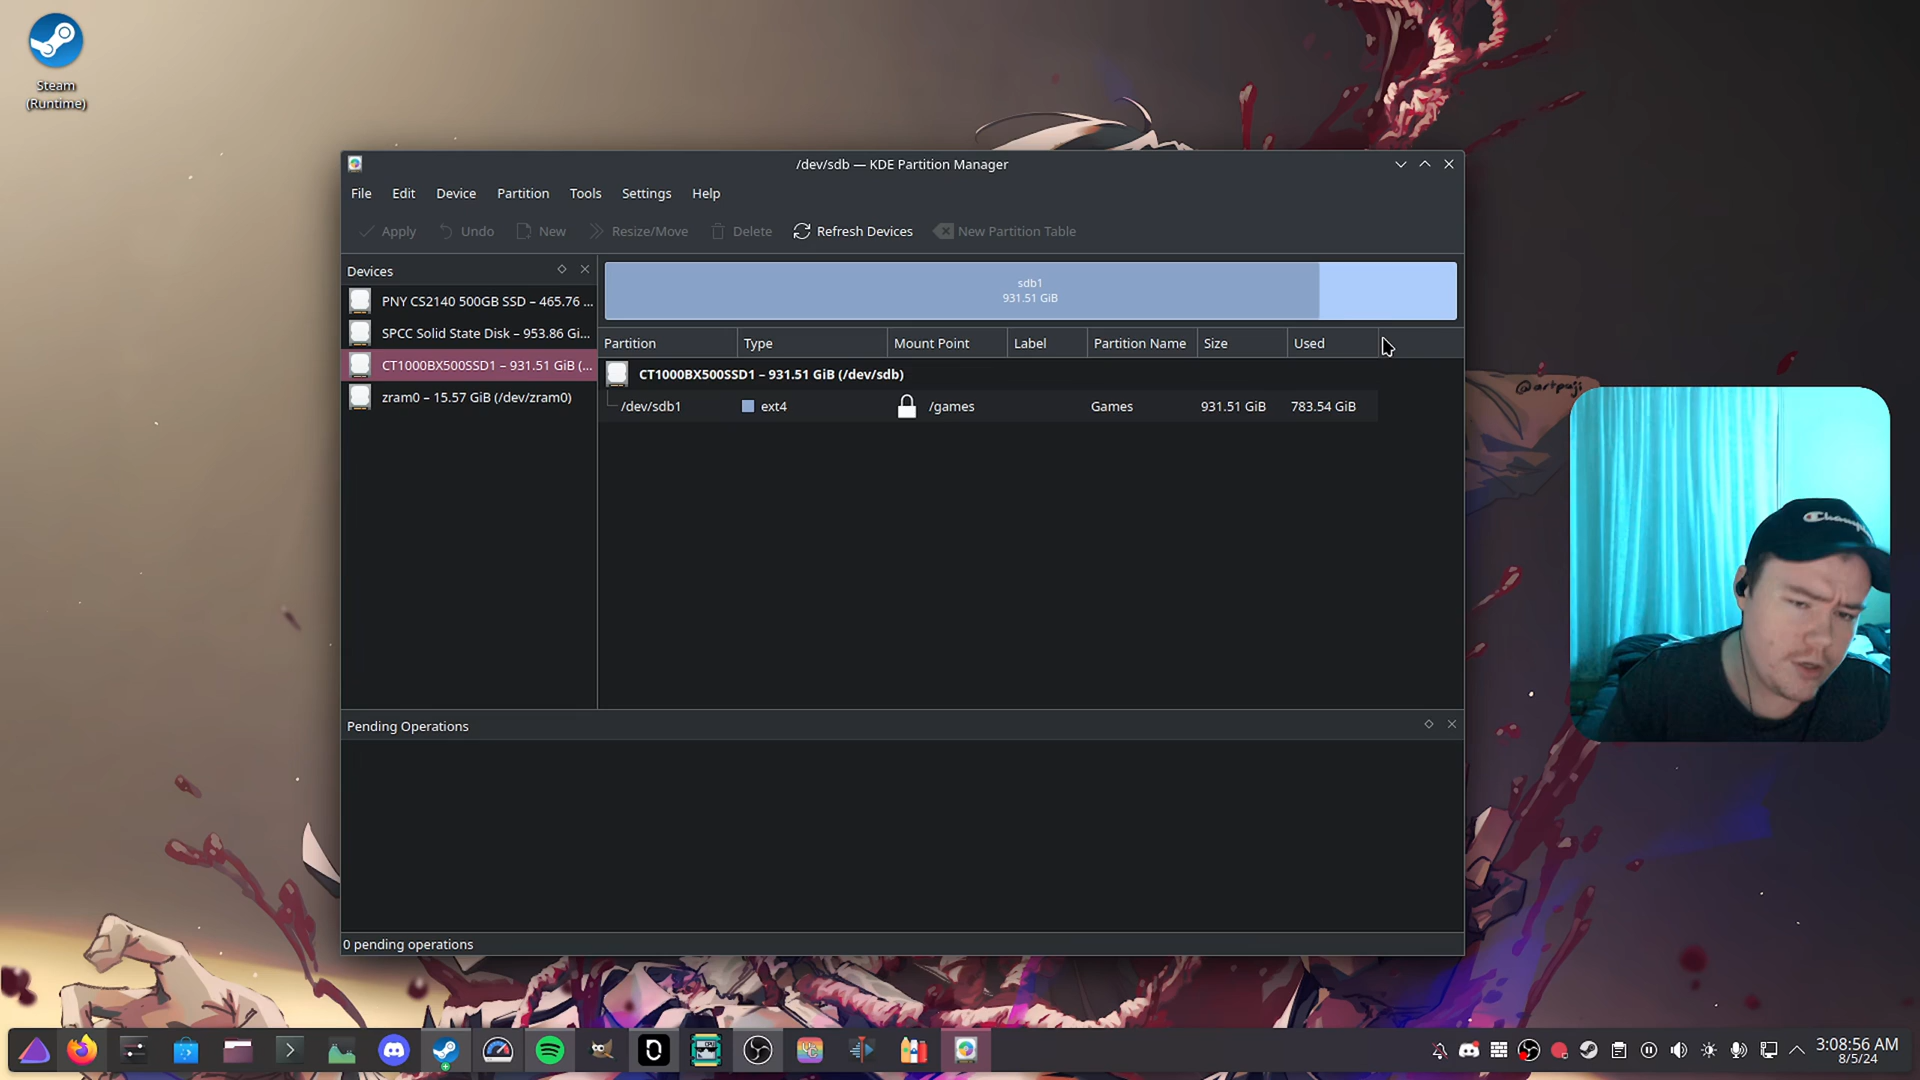 Steam
(Runtime)
/dev/sdb — KDE Partition Manager
File Edit Device Partition Tools Settings Help
Apply Undo New Resize/Move Delete Refresh Devices New Partition Table
Devices
PNY CS2140 500GB SSD – 465.76 ...
SPCC Solid State Disk – 953.86 Gi...
CT1000BX500SSD1 – 931.51 GiB (...
zram0 – 15.57 GiB (/dev/zram0)
sdb1
931.51 GiB
Partition Type Mount Point Label Partition Name Size Used
CT1000BX500SSD1 – 931.51 GiB (/dev/sdb)
/dev/sdb1 ext4 /games Games 931.51 GiB 783.54 GiB
@artpaji
Pending Operations
0 pending operations
3:08:56 AM
8/5/24